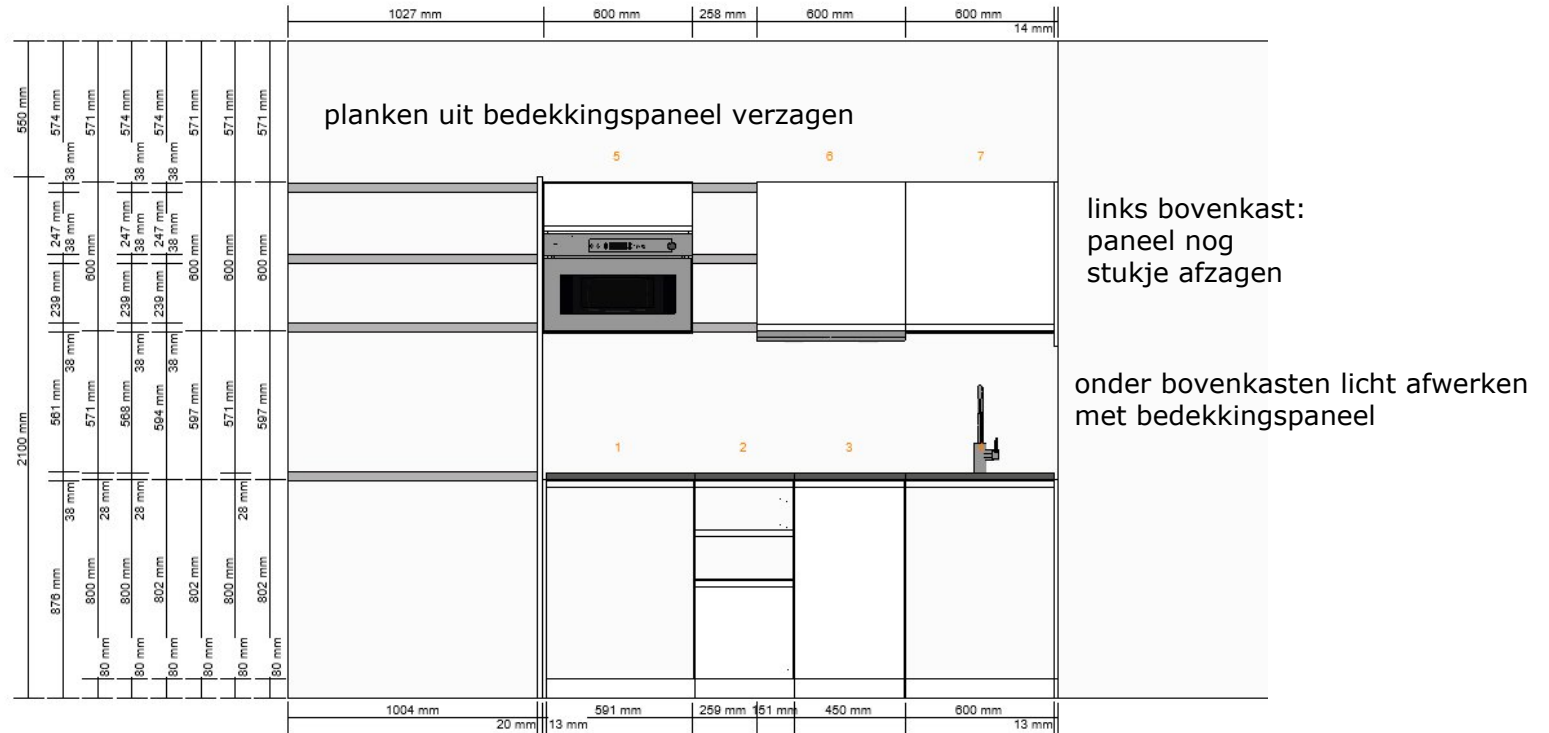 1027 mm
600 mm
258 mm
600 mm
600 mm
14 mm
550 mm
574 mm
571 mm
574 mm
574 mm
571 mm
571 mm
571 mm
38 mm
38 mm
38 mm
planken uit bedekkingspaneel verzagen
5
6
7
247 mm
38 mm
600 mm
247 mm
38 mm
247 mm
38 mm
600 mm
600 mm
600 mm
links bovenkast:
paneel nog
stukje afzagen
239 mm
239 mm
239 mm
38 mm
38 mm
38 mm
2100 mm
561 mm
571 mm
568 mm
594 mm
597 mm
571 mm
597 mm
onder bovenkasten licht afwerken
met bedekkingspaneel
1
2
3
38 mm
28 mm
28 mm
28 mm
876 mm
800 mm
800 mm
802 mm
802 mm
800 mm
802 mm
80 mm
80 mm
80 mm
80 mm
80 mm
80 mm
1004 mm
20 mm
13 mm
591 mm
259 mm
151 mm
450 mm
600 mm
13 mm